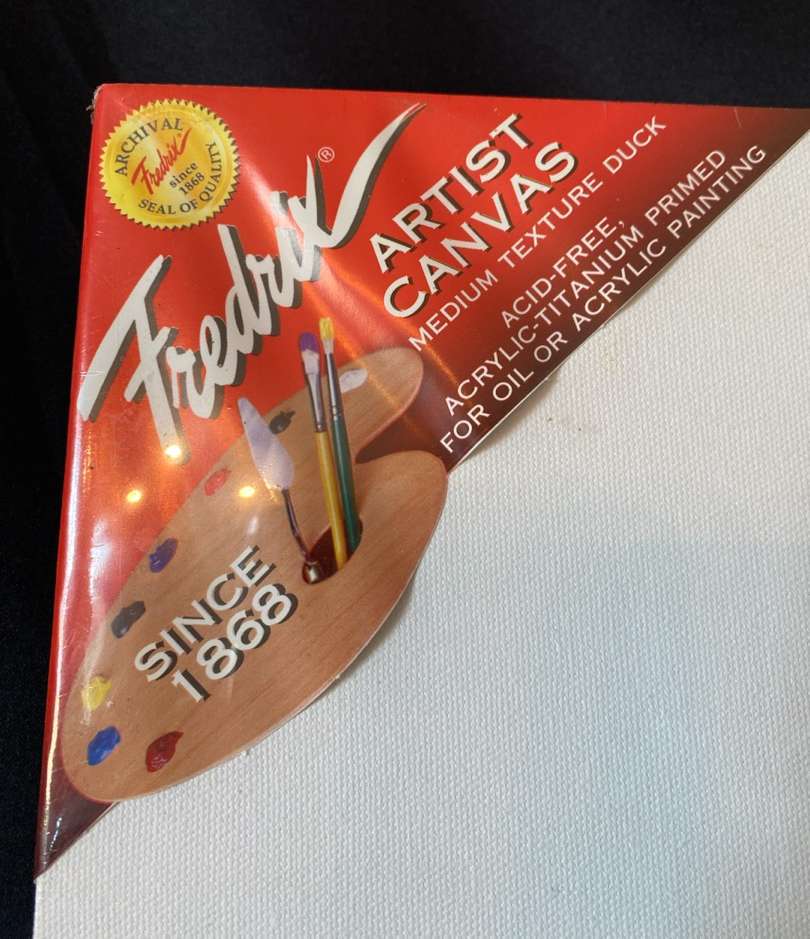 ARCHIVAL
Fredrix
since
1868
SEAL OF QUALITY
Fredrix®
ARTIST
CANVAS
MEDIUM TEXTURE DUCK
ACID-FREE,
ACRYLIC-TITANIUM PRIMED
FOR OIL OR ACRYLIC PAINTING
SINCE
1868